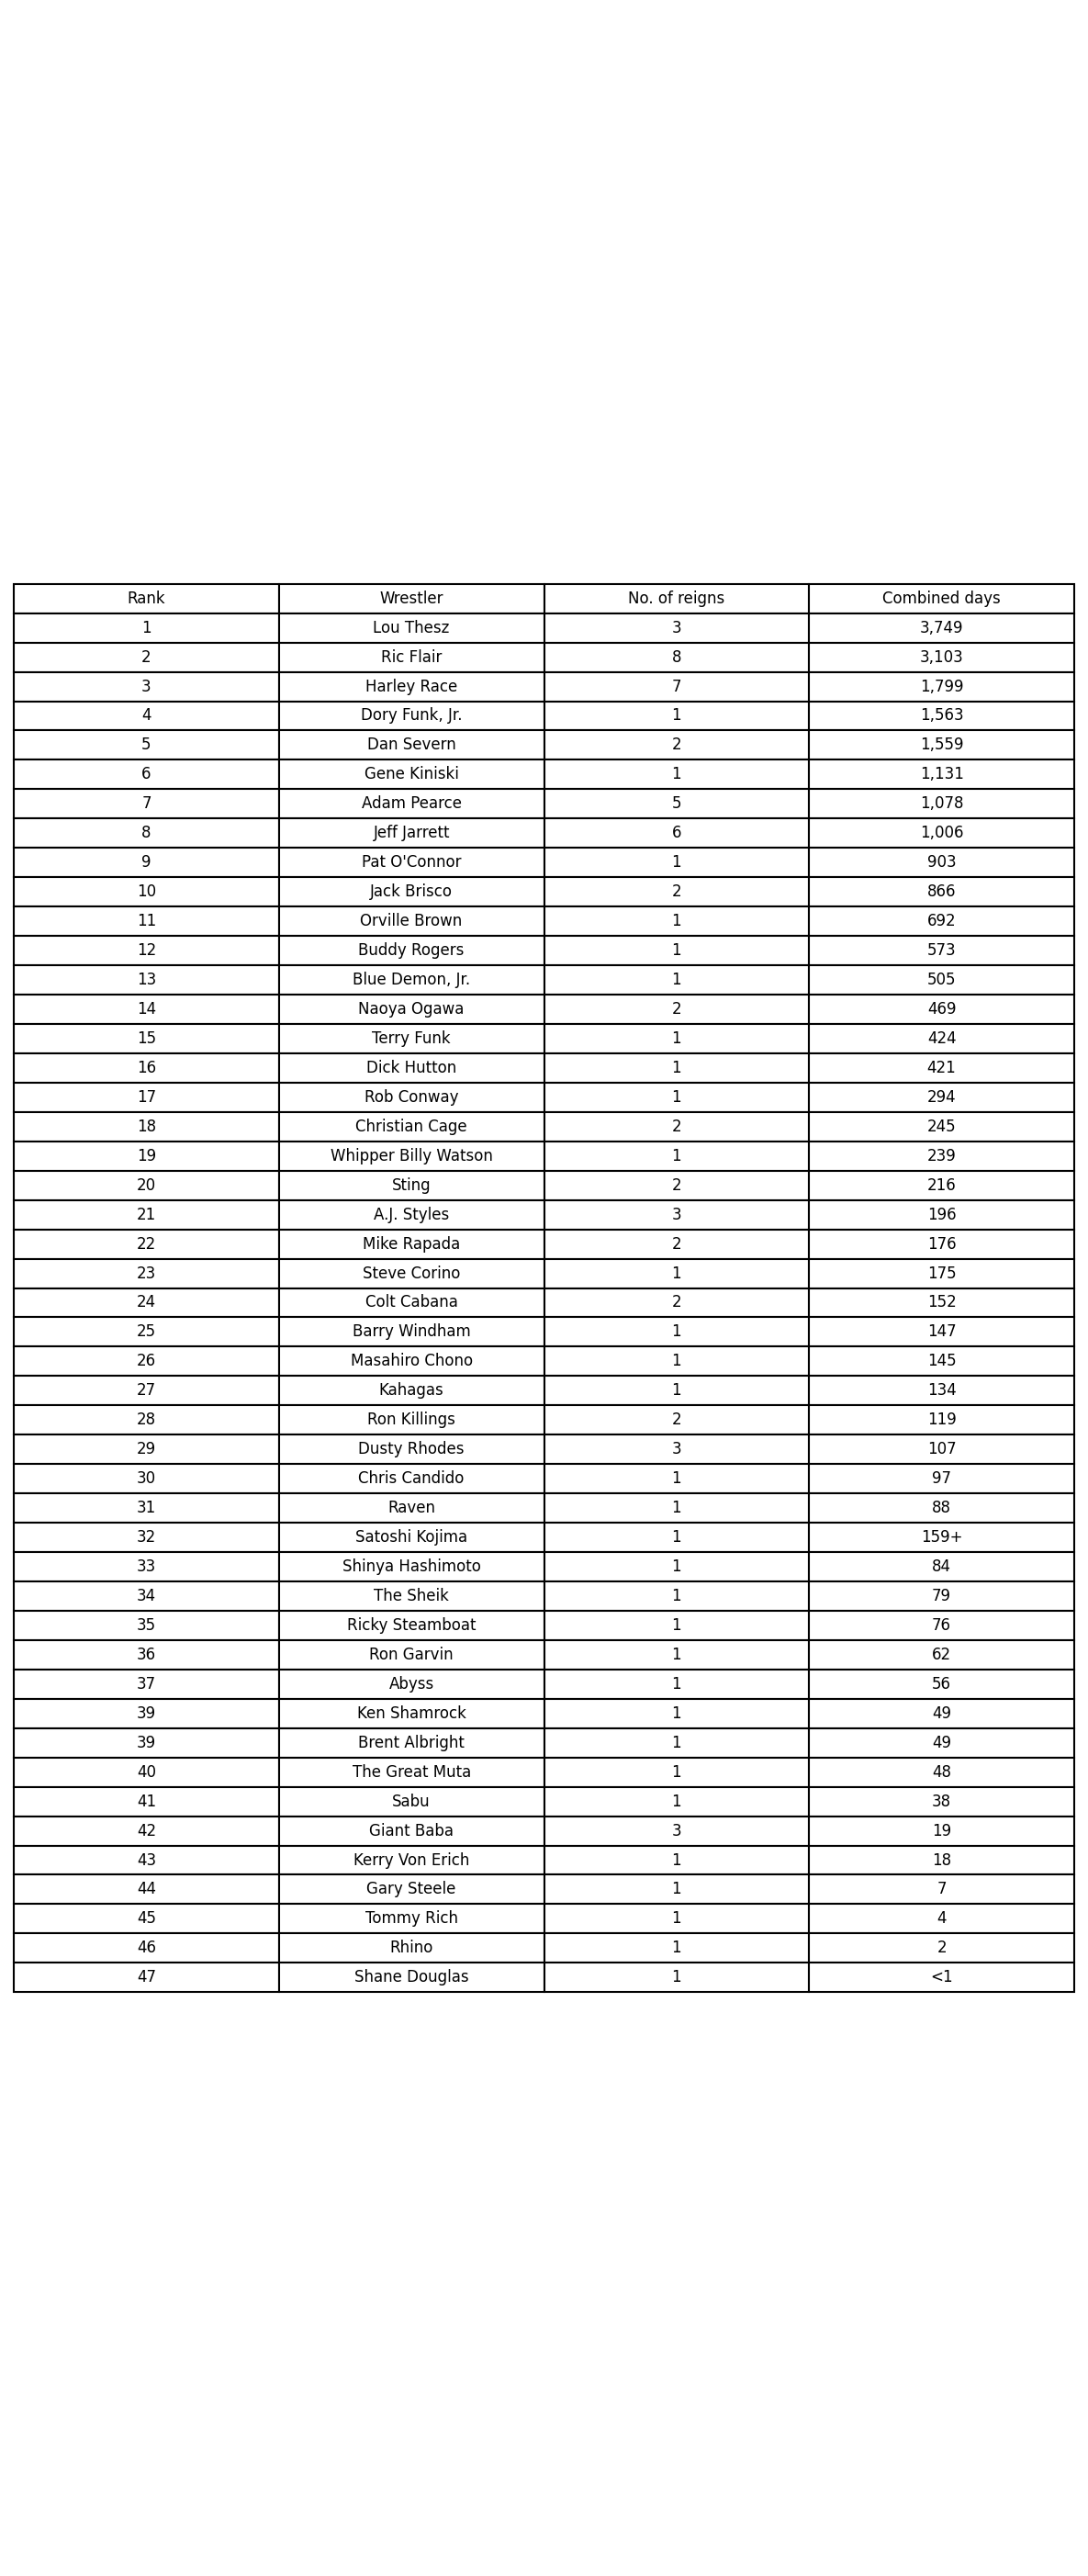 Rank Wrestler No. of reigns Combined days
1 Lou Thesz 3 3,749
2 Ric Flair 8 3,103
3 Harley Race 7 1,799
4 Dory Funk, Jr. 1 1,563
5 Dan Severn 2 1,559
6 Gene Kiniski 1 1,131
7 Adam Pearce 5 1,078
8 Jeff Jarrett 6 1,006
9 Pat O'Connor 1 903
10 Jack Brisco 2 866
11 Orville Brown 1 692
12 Buddy Rogers 1 573
13 Blue Demon, Jr. 1 505
14 Naoya Ogawa 2 469
15 Terry Funk 1 424
16 Dick Hutton 1 421
17 Rob Conway 1 294
18 Christian Cage 2 245
19 Whipper Billy Watson 1 239
20 Sting 2 216
21 A.J. Styles 3 196
22 Mike Rapada 2 176
23 Steve Corino 1 175
24 Colt Cabana 2 152
25 Barry Windham 1 147
26 Masahiro Chono 1 145
27 Kahagas 1 134
28 Ron Killings 2 119
29 Dusty Rhodes 3 107
30 Chris Candido 1 97
31 Raven 1 88
32 Satoshi Kojima 1 159+
33 Shinya Hashimoto 1 84
34 The Sheik 1 79
35 Ricky Steamboat 1 76
36 Ron Garvin 1 62
37 Abyss 1 56
39 Ken Shamrock 1 49
39 Brent Albright 1 49
40 The Great Muta 1 48
41 Sabu 1 38
42 Giant Baba 3 19
43 Kerry Von Erich 1 18
44 Gary Steele 1 7
45 Tommy Rich 1 4
46 Rhino 1 2
47 Shane Douglas 1 <1